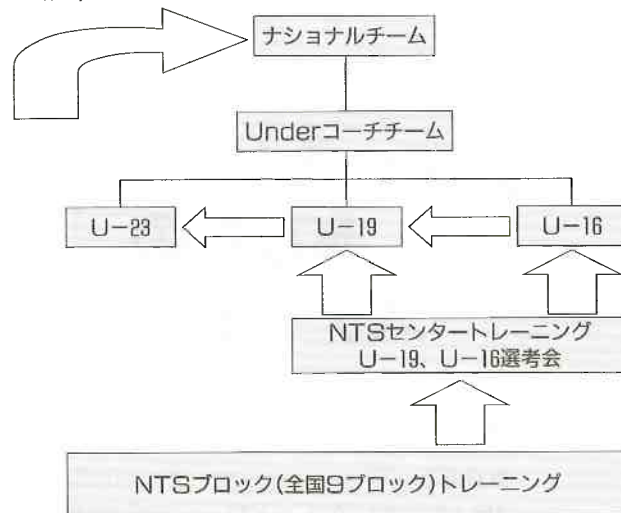 ナショナルチーム
Underコーチチーム
U−23
U−19
U−16
NTSセンタートレーニング
U−19、U−16選考会
NTSブロック(全国9ブロック)トレーニング